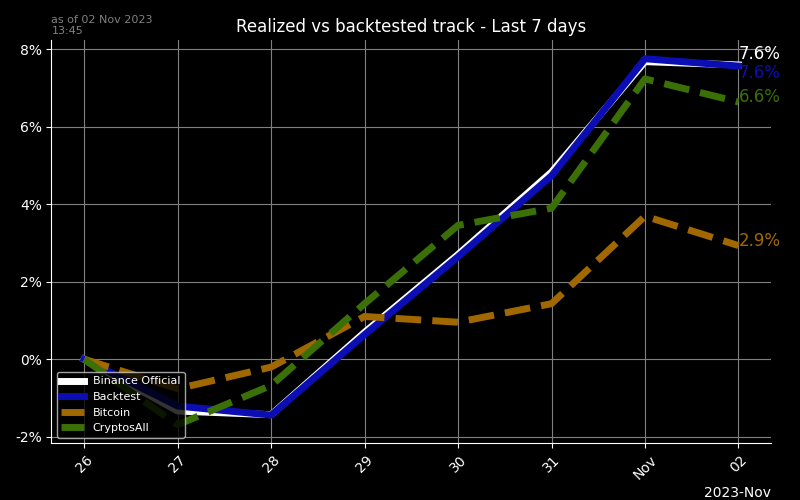 as of 02 Nov 2023
13:45
Realized vs backtested track - Last 7 days
8%
6%
4%
2%
0%
-2%
7.6%
7.6%
6.6%
2.9%
Binance Official
Backtest
Bitcoin
CryptosAll
26
27
28
29
30
31
Nov
02
2023-Nov